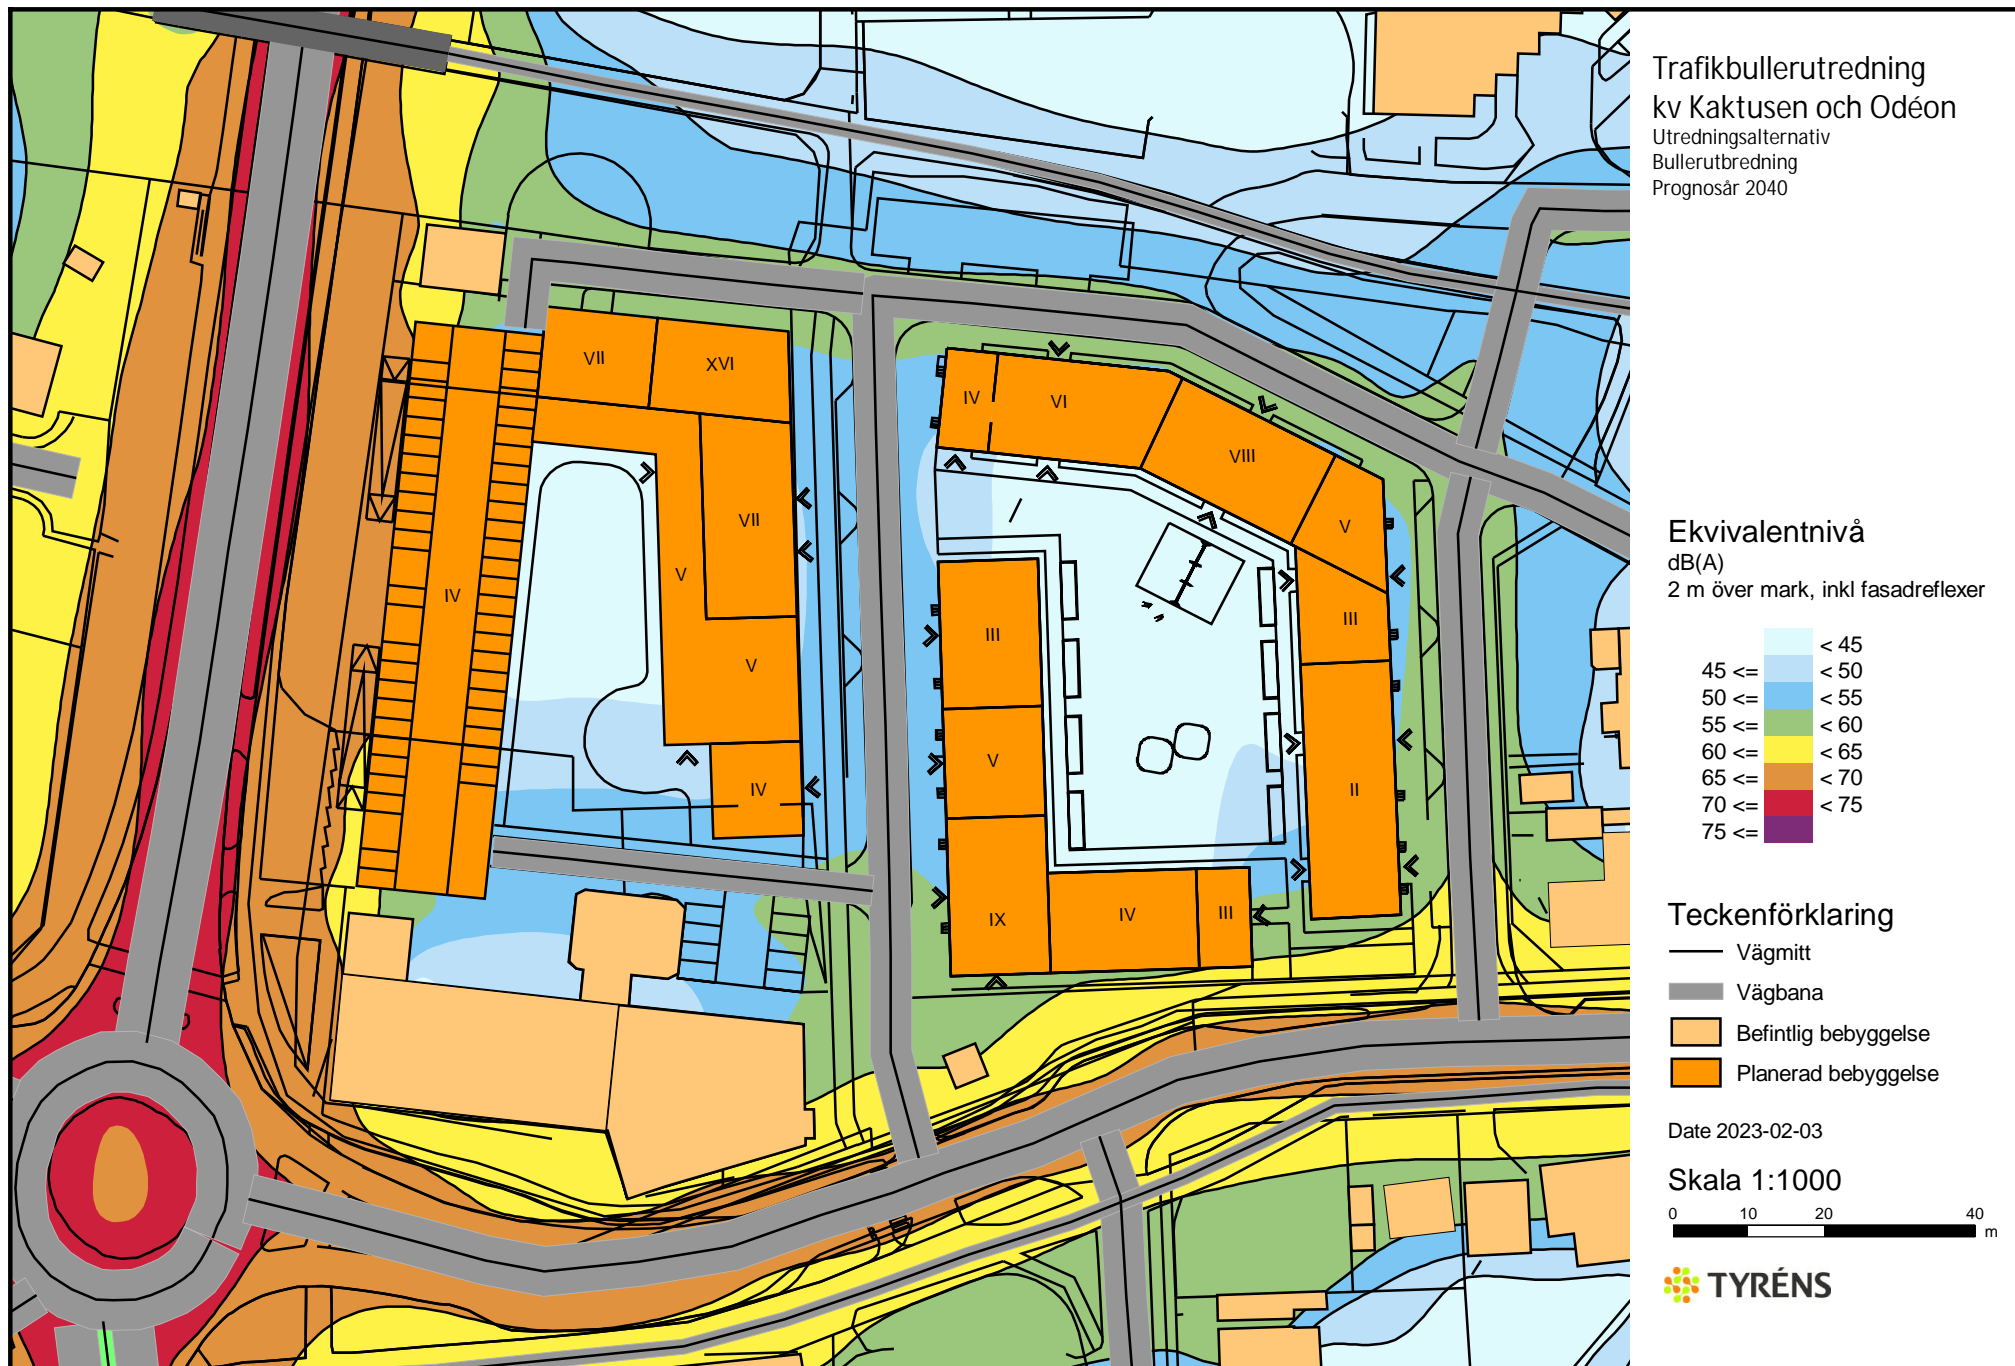 Trafikbullerutredning
kv Kaktusen och Odéon
Utredningsalternativ
Bullerutbredning
Prognosår 2040
Ekvivalentnivå
dB(A)
2 m över mark, inkl fasadreflexer
< 45
45 <= < 50
50 <= < 55
55 <= < 60
60 <= < 65
65 <= < 70
70 <= < 75
75 <=
Teckenförklaring
Vägmitt
Vägbana
Befintlig bebyggelse
Planerad bebyggelse
Date 2023-02-03
Skala 1:1000
0 10 20 40
m
TYRÉNS
VII
XVI
IV
VI
VIII
VII
V
V
IV
V
III
III
V
V
IV
II
IX
IV
III